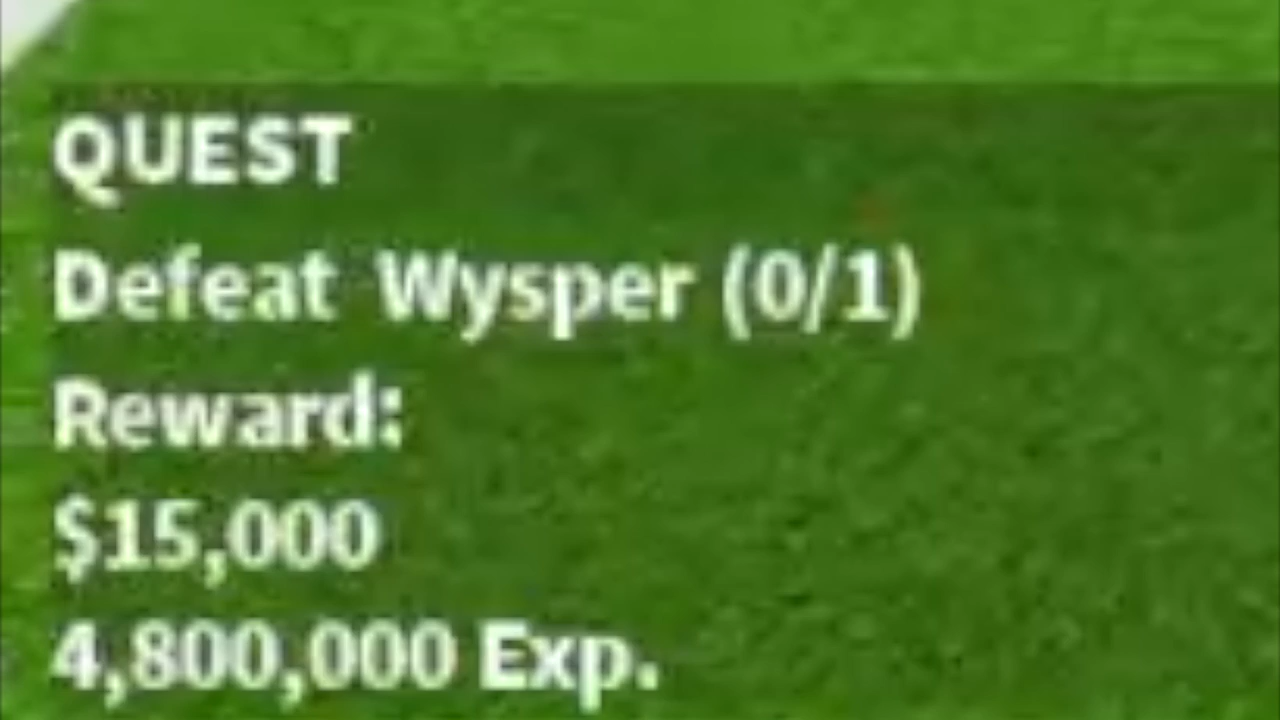 QUEST
Defeat Wysper (0/1)
Reward:
$15,000
4,800,000 Exp.